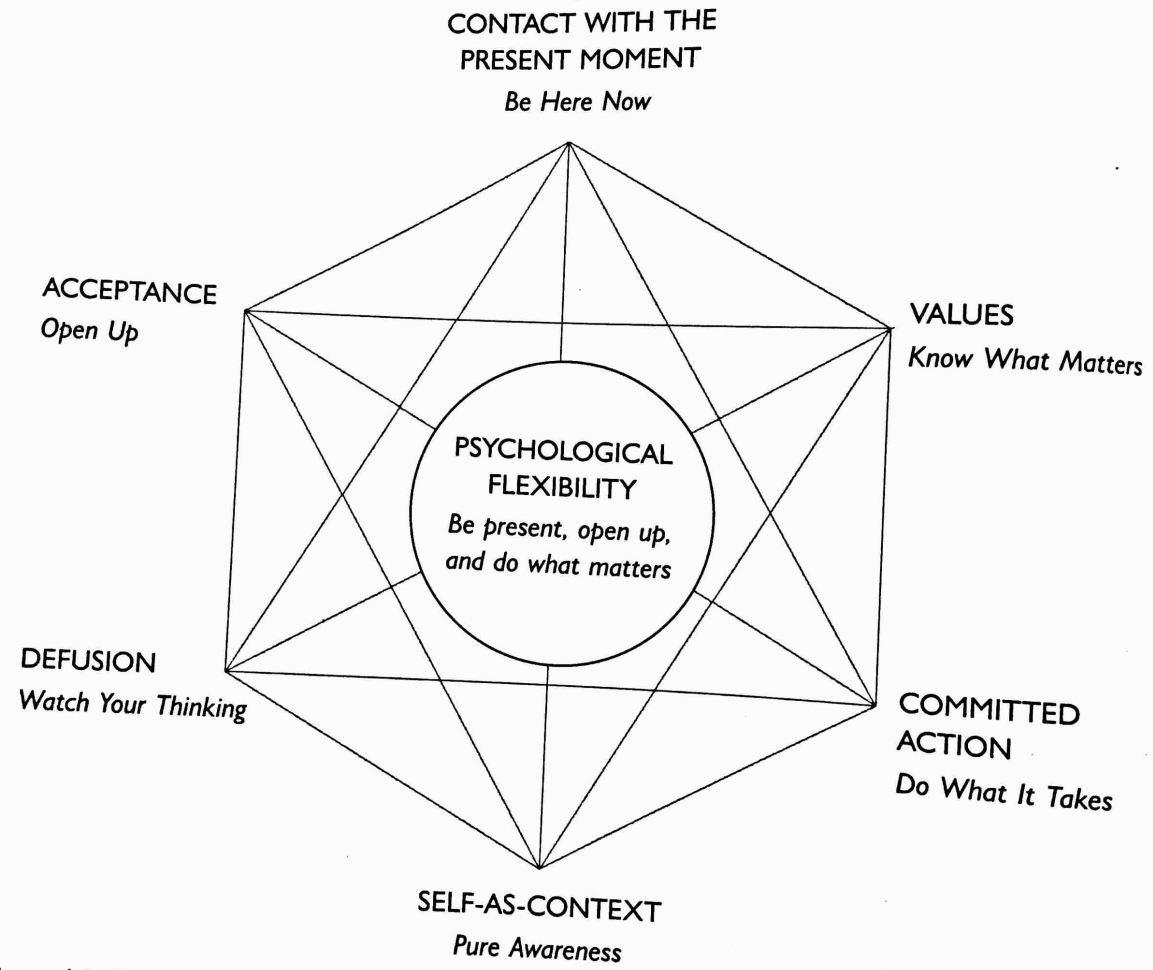 CONTACT WITH THE
PRESENT MOMENT
Be Here Now
ACCEPTANCE
Open Up
VALUES
Know What Matters
PSYCHOLOGICAL
FLEXIBILITY
Be present, open up,
and do what matters
DEFUSION
Watch Your Thinking
COMMITTED
ACTION
Do What It Takes
SELF-AS-CONTEXT
Pure Awareness